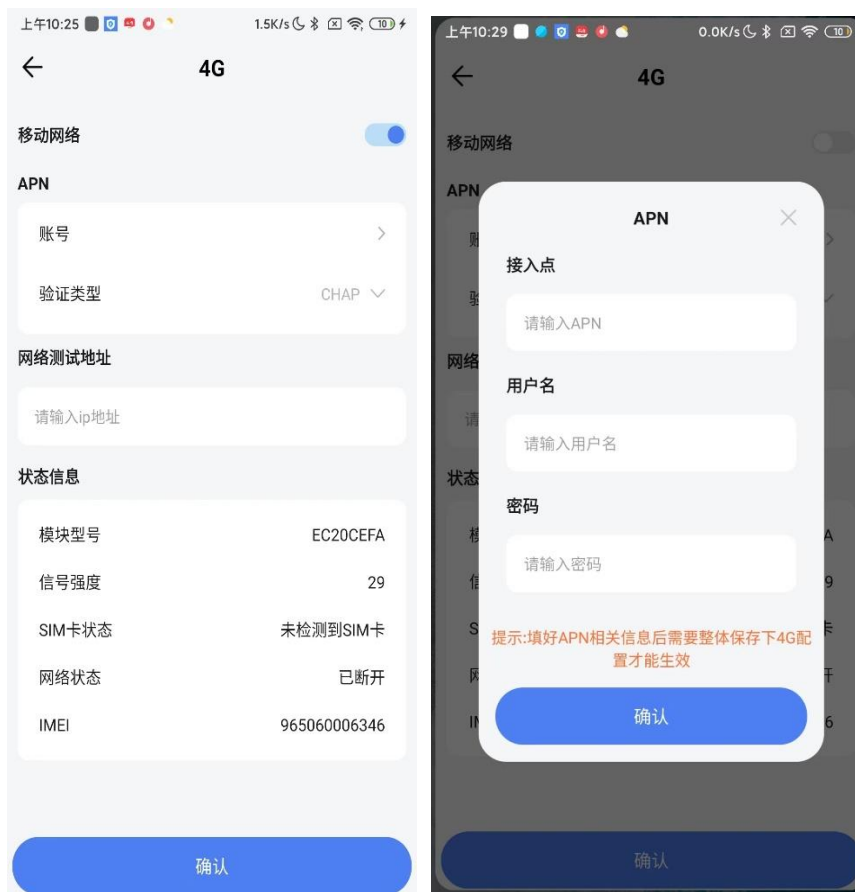 上午10:25
1.5K/s
10
4G
移动网络
APN
账号
验证类型
CHAP
网络测试地址
请输入ip地址
状态信息
模块型号
EC20CEFA
信号强度
29
SIM卡状态
未检测到SIM卡
网络状态
已断开
IMEI
965060006346
确认
上午10:29
0.0K/s
10
4G
移动网络
APN
APN
接入点
请输入APN
用户名
请输入用户名
密码
请输入密码
提示:填好APN相关信息后需要整体保存下4G配
置才能生效
确认
网络
状态
确认